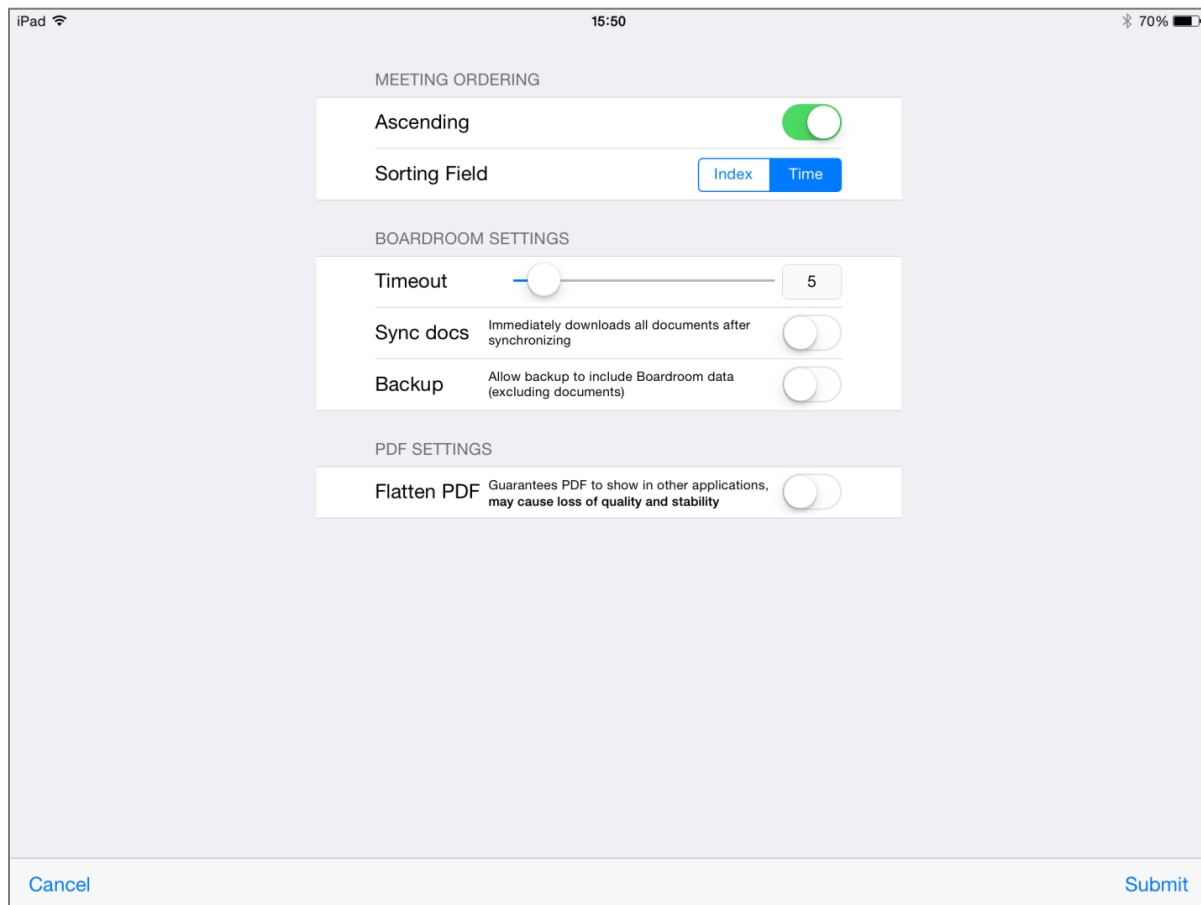 iPad 15:50 70%
MEETING ORDERING
Ascending
Sorting Field Index Time
BOARDROOM SETTINGS
Timeout 5
Sync docs Immediately downloads all documents after
synchronizing
Backup Allow backup to include Boardroom data
(excluding documents)
PDF SETTINGS
Flatten PDF Guarantees PDF to show in other applications,
may cause loss of quality and stability
Cancel Submit